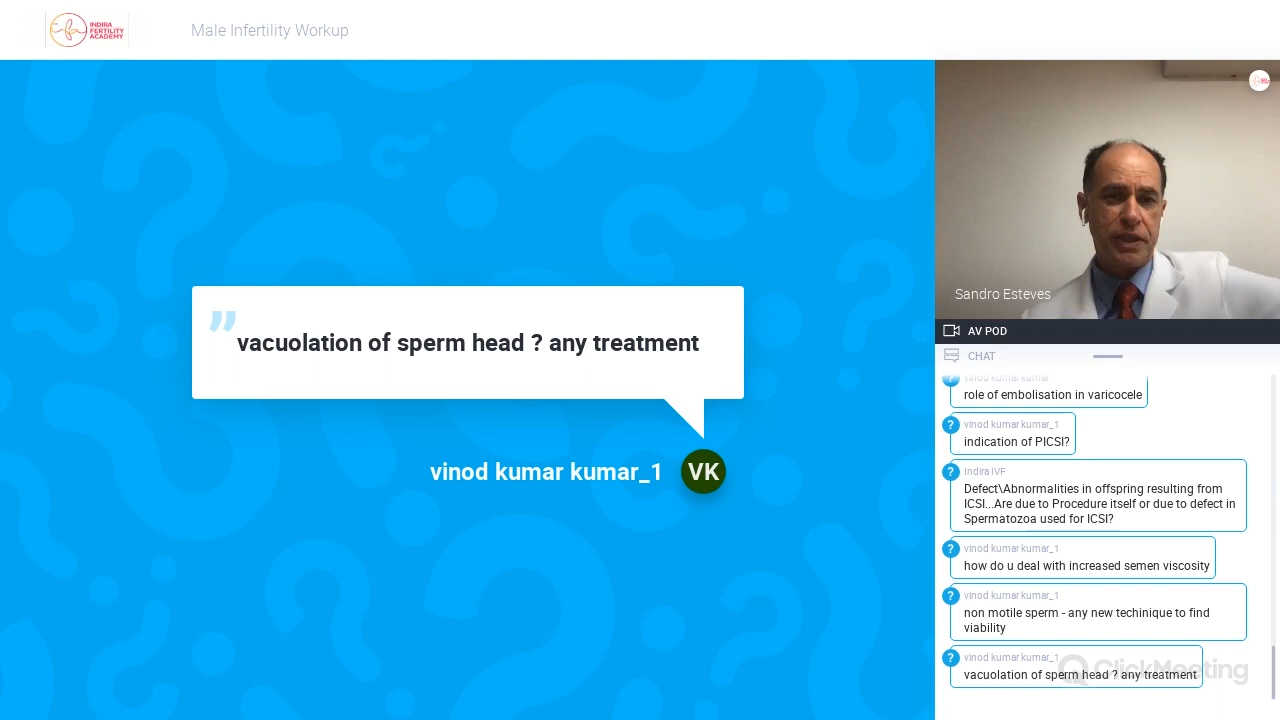 INDIRA
FERTILITY
ACADEMY
Male Infertility Workup
" vacuolation of sperm head ? any treatment
vinod kumar kumar_1
VK
Sandro Esteves
AV POD
CHAT
? vinod kumar kumar
role of embolisation in varicocele
? vinod kumar kumar_1
indication of PICSI?
? Indira IVF
Defect\Abnormalities in offspring resulting from
ICSI...Are due to Procedure itself or due to defect in
Spermatozoa used for ICSI?
? vinod kumar kumar_1
how do u deal with increased semen viscosity
? vinod kumar kumar_1
non motile sperm - any new techinique to find
viability
? vinod kumar kumar_1
vacuolation of sperm head ? any treatment
ClickMeeting